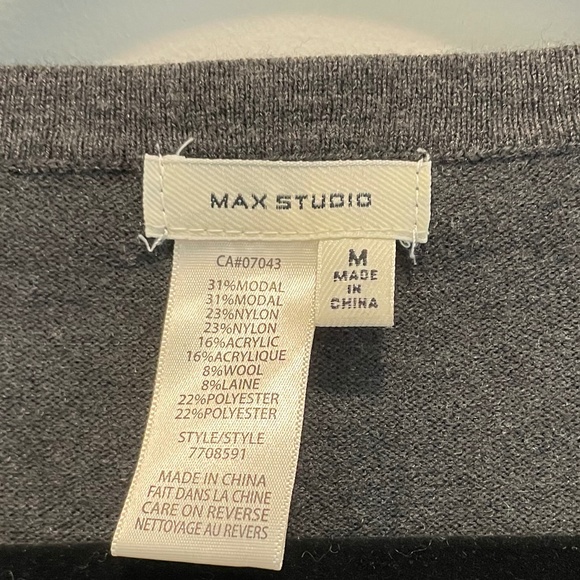 MAX STUDIO
M
MADE
IN
CHINA
CA#07043
31%MODAL
31%MODAL
23%NYLON
23%NYLON
16%ACRYLIC
16%ACRYLIQUE
8%WOOL
8%LAINE
22%POLYESTER
22%POLYESTER
STYLE/STYLE
7708591
MADE IN CHINA
FAIT DANS LA CHINE
CARE ON REVERSE
NETTOYAGE AU REVERS